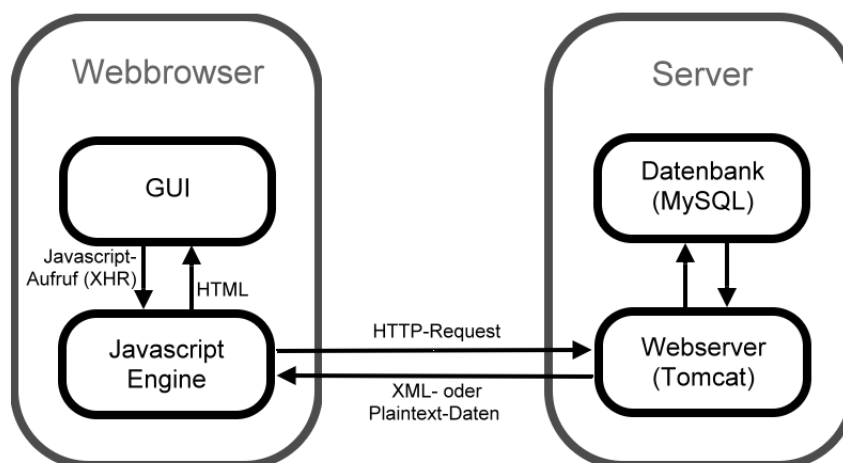 Webbrowser
Server
GUI
Datenbank
(MySQL)
Javascript-
Aufruf (XHR)
HTML
HTTP-Request
Javascript
Engine
Webserver
(Tomcat)
XML- oder
Plaintext-Daten